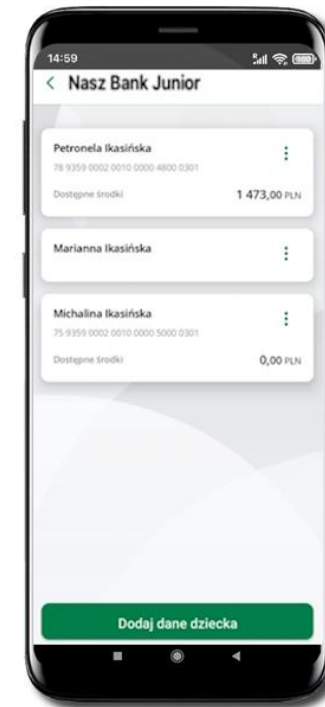 14:59
Nasz Bank Junior
Petronela Ikasińska
78 9359 0002 0010 0000 4800 0301
Dostępne środki 1 473,00 PLN
Marianna Ikasińska
Michalina Ikasińska
75 9359 0002 0010 0000 5000 0301
Dostępne środki 0,00 PLN
Dodaj dane dziecka